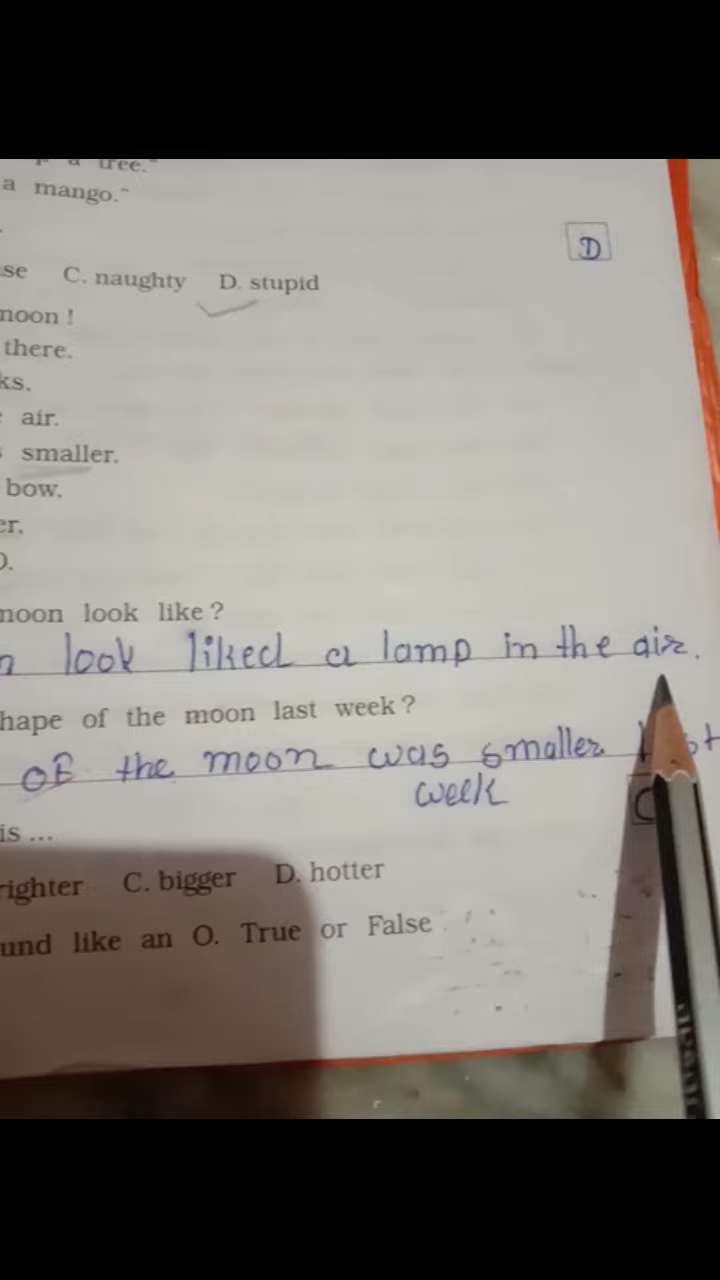 a tree."
a mango."
D
se C. naughty D. stupid
moon !
there.
ks.
air.
smaller.
bow.
er.
O.
moon look like ?
n look liked a lamp in the air.
hape of the moon last week ?
of the moon was smaller
week
C
is ...
righter C. bigger D. hotter
und like an O. True or False